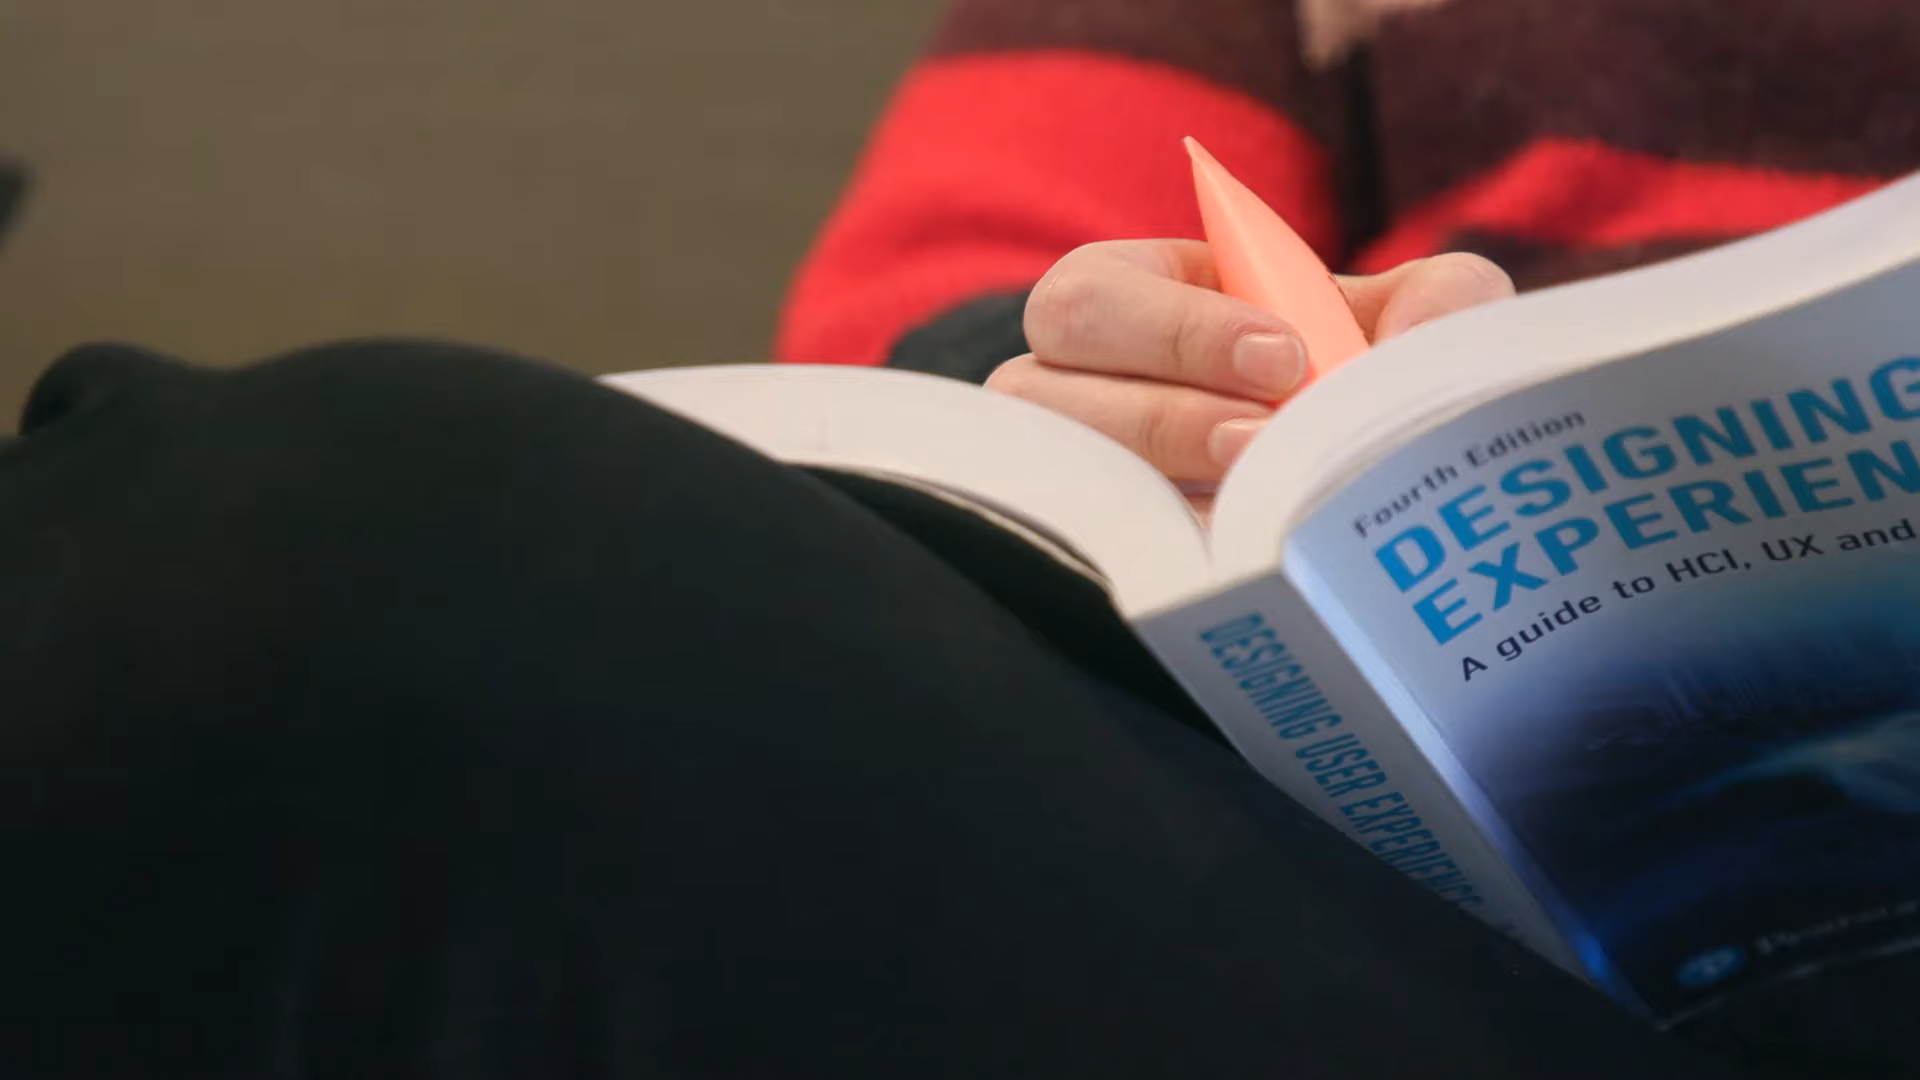 Fourth Edition
DESIGNING
EXPERIEN
A guide to HCI, UX and
DESIGNING USER EXPERIENCE